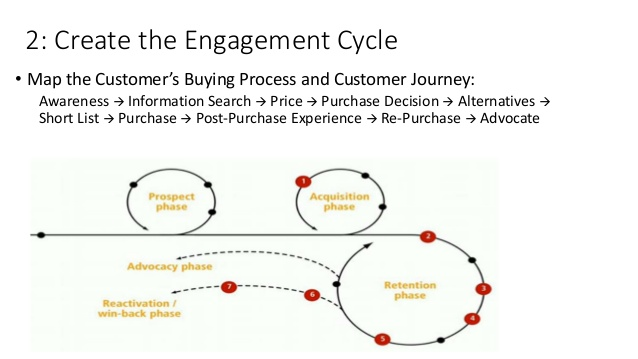 2: Create the Engagement Cycle
• Map the Customer's Buying Process and Customer Journey:
Awareness → Information Search → Price → Purchase Decision → Alternatives →
Short List → Purchase → Post-Purchase Experience → Re-Purchase → Advocate
Prospect
phase
1
Acquisition
phase
2
Advocacy phase
Reactivation /
win-back phase
7
6
Retention
phase
3
4
5